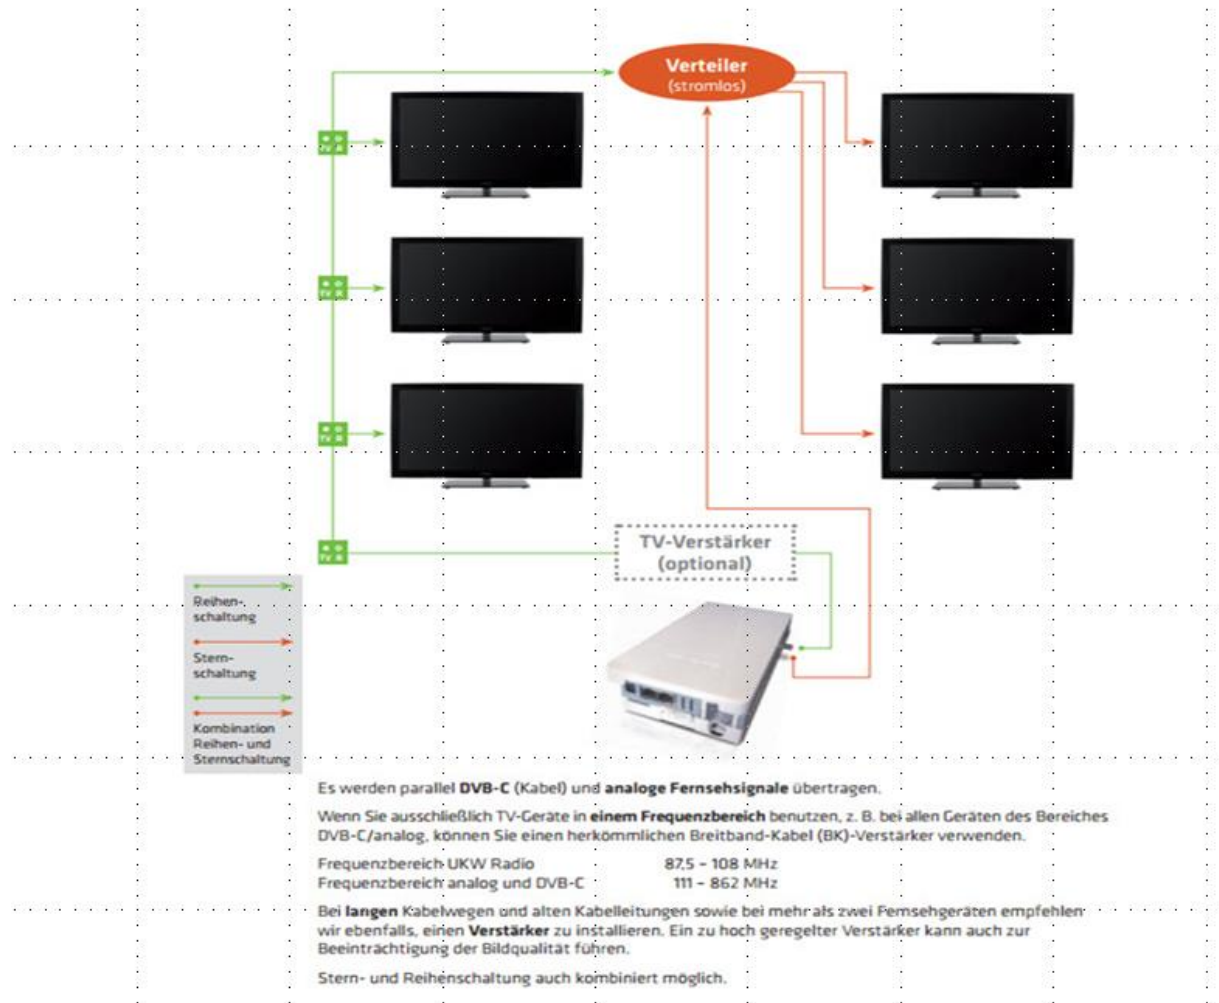 Verteiler
(stromlos)
TV R
TV R
TV R
TV-Verstärker
(optional)
TV R
Reihen-
schaltung
Stern-
schaltung
Kombination
Reihen- und
Sternschaltung
Es werden parallel DVB-C (Kabel) und analoge Fernsehsignale übertragen.
Wenn Sie ausschließlich TV-Geräte in einem Frequenzbereich benutzen, z. B. bei allen Geräten des Bereiches
DVB-C/analog, können Sie einen herkömmlichen Breitband-Kabel (BK)-Verstärker verwenden.
Frequenzbereich UKW Radio 87,5 – 108 MHz
Frequenzbereich analog und DVB-C 111 – 862 MHz
Bei langen Kabelwegen und alten Kabelleitungen sowie bei mehr als zwei Fernsehgeräten empfehlen
wir ebenfalls, einen Verstärker zu installieren. Ein zu hoch geregelter Verstärker kann auch zur
Beeinträchtigung der Bildqualität führen.
Stern- und Reihenschaltung auch kombiniert möglich.